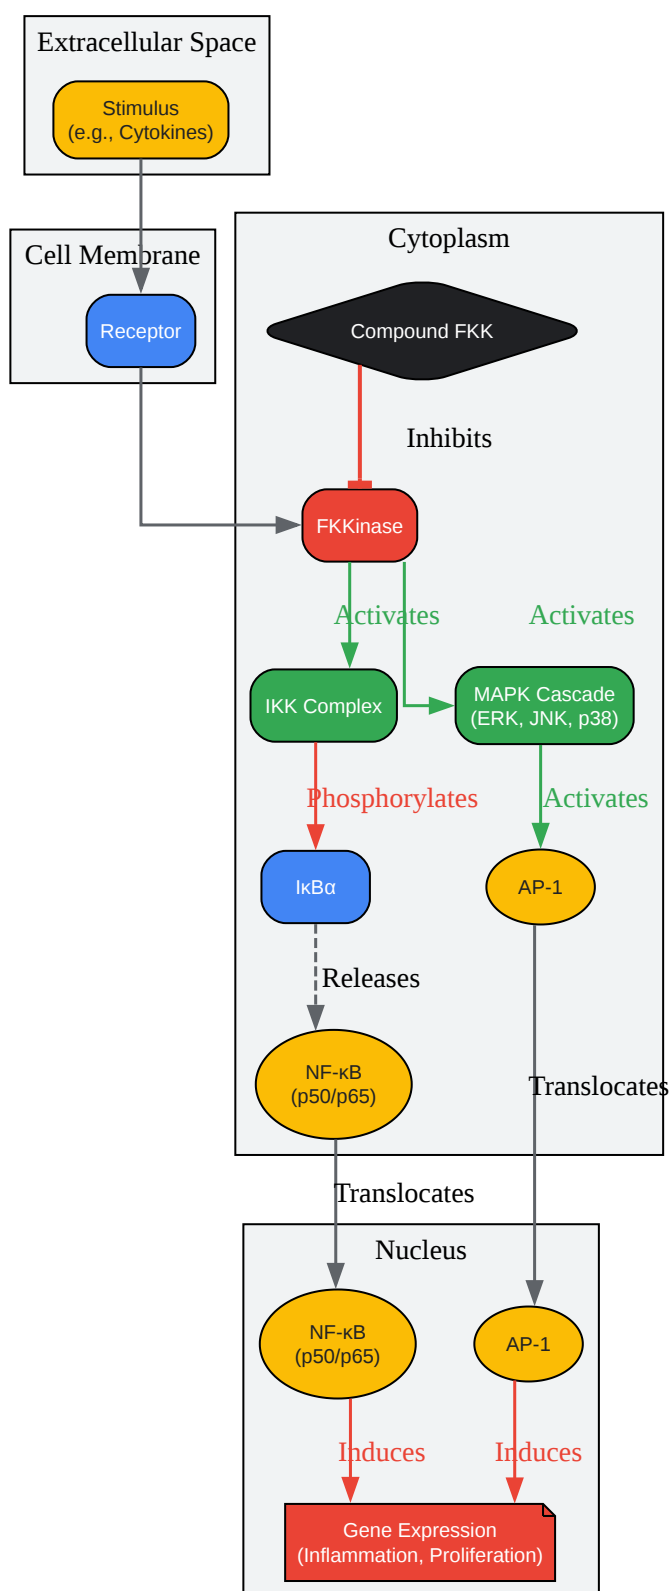 Extracellular Space
Stimulus
(e.g., Cytokines)
Cell Membrane
Receptor
Cytoplasm
Compound FKK
Inhibits
FKKinase
Activates
Activates
IKK Complex
MAPK Cascade
(ERK, JNK, p38)
Phosphorylates
Activates
IκBα
AP-1
Releases
NF-κB
(p50/p65)
Translocates
Translocates
Nucleus
NF-κB
(p50/p65)
AP-1
Induces
Induces
Gene Expression
(Inflammation, Proliferation)